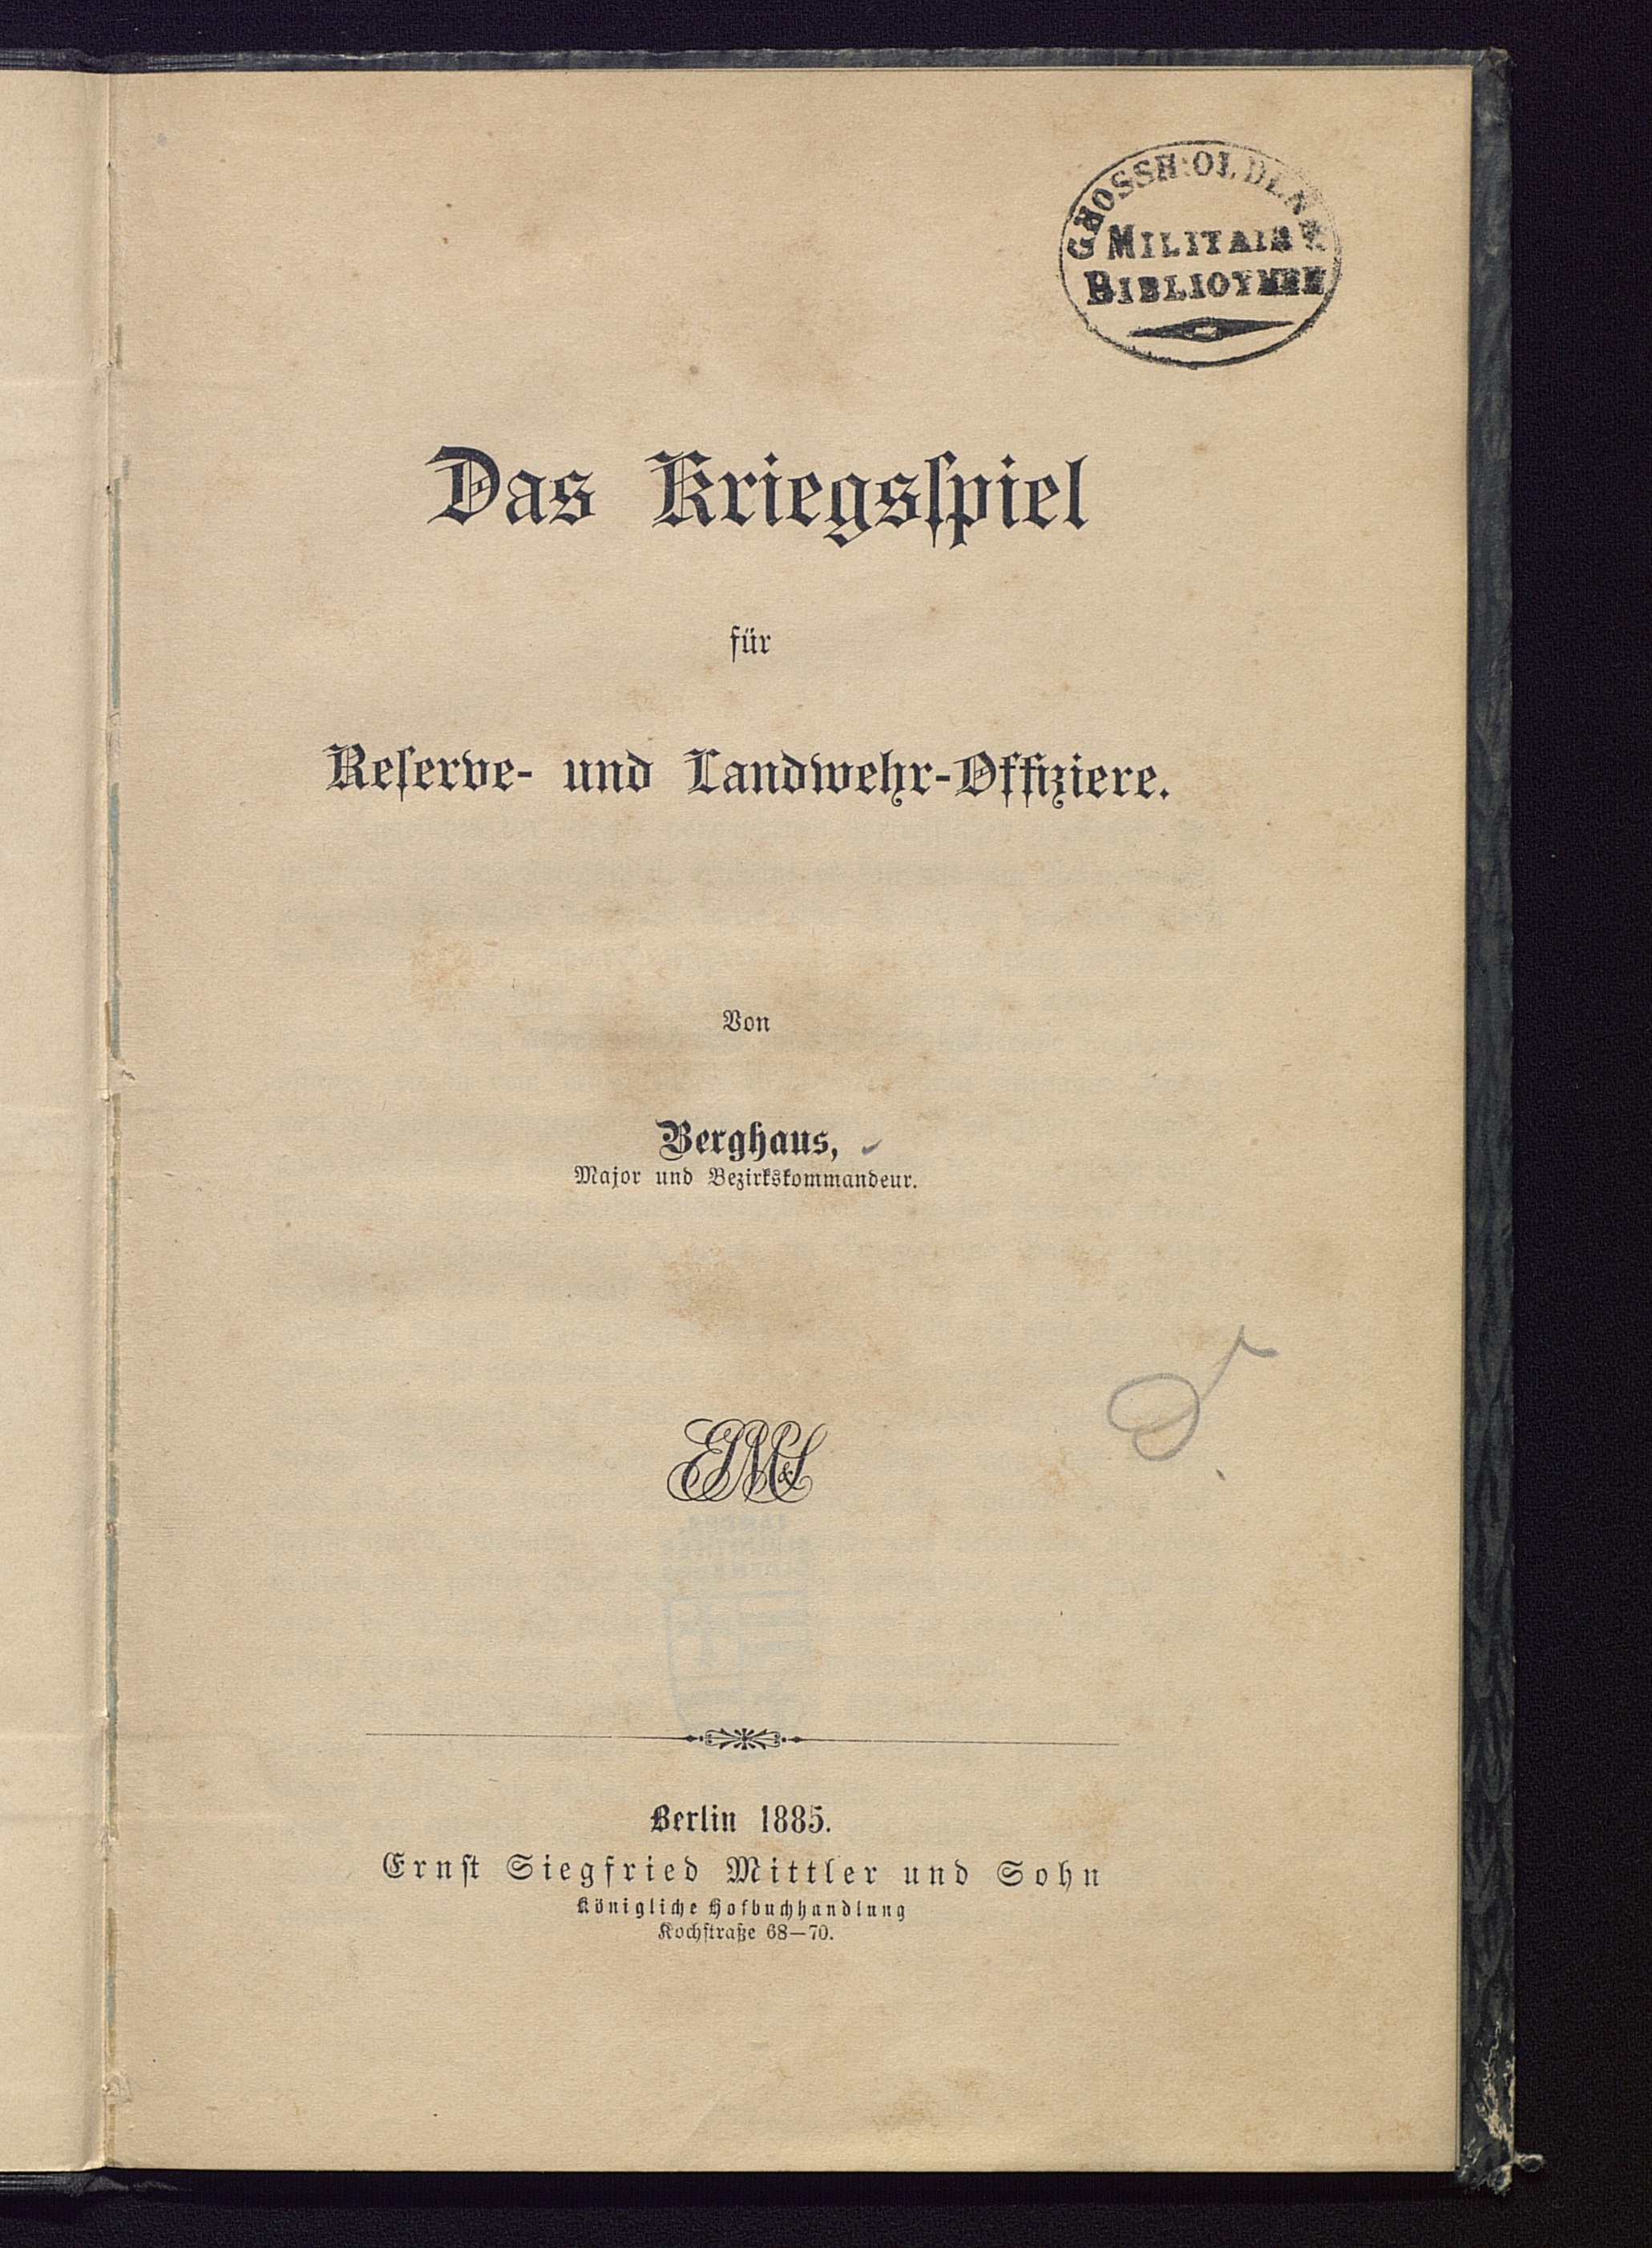 GROSSH: OLDENB.
MILITAIR
BIBLIOTHEK
Das Kriegsſpiel
für
Reſerve- und Landwehr-Offiziere.
Von
Berghaus,
Major und Bezirkskommandeur.
ESM&S
Berlin 1885.
Ernſt Siegfried Mittler und Sohn
Königliche Hofbuchhandlung
Kochſtraße 68—70.